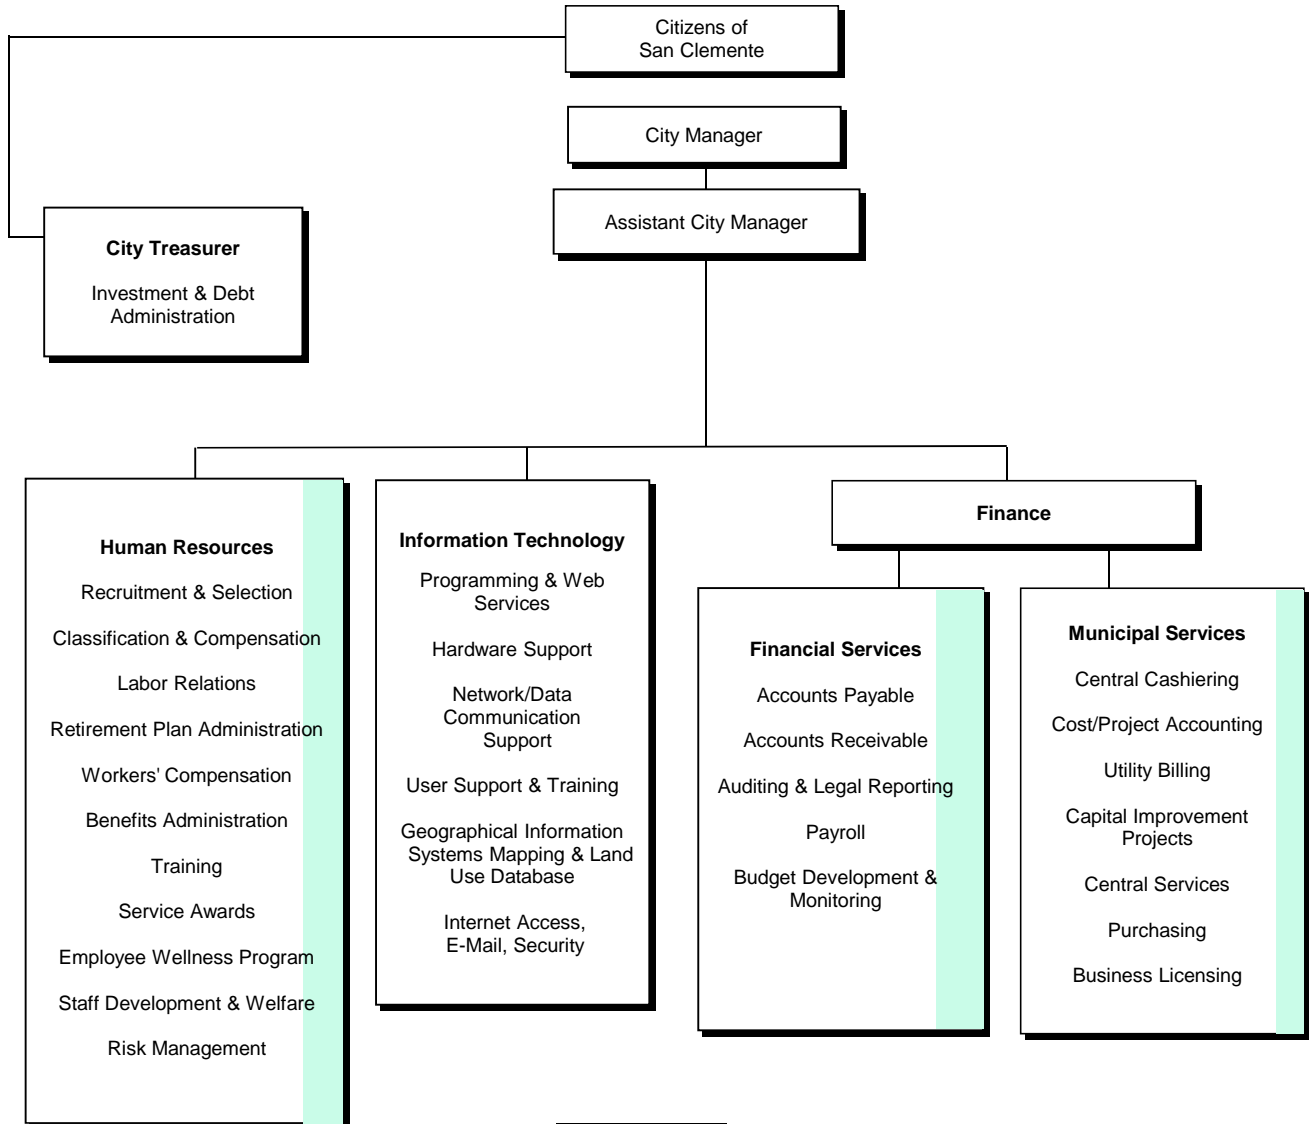 Citizens of
San Clemente
City Manager
Assistant City Manager
City Treasurer
Investment & Debt
Administration
Human Resources
Recruitment & Selection
Classification & Compensation
Labor Relations
Retirement Plan Administration
Workers' Compensation
Benefits Administration
Training
Service Awards
Employee Wellness Program
Staff Development & Welfare
Risk Management
Information Technology
Programming & Web
Services
Hardware Support
Network/Data
Communication
Support
User Support & Training
Geographical Information
Systems Mapping & Land
Use Database
Internet Access,
E-Mail, Security
Finance
Financial Services
Accounts Payable
Accounts Receivable
Auditing & Legal Reporting
Payroll
Budget Development &
Monitoring
Municipal Services
Central Cashiering
Cost/Project Accounting
Utility Billing
Capital Improvement
Projects
Central Services
Purchasing
Business Licensing